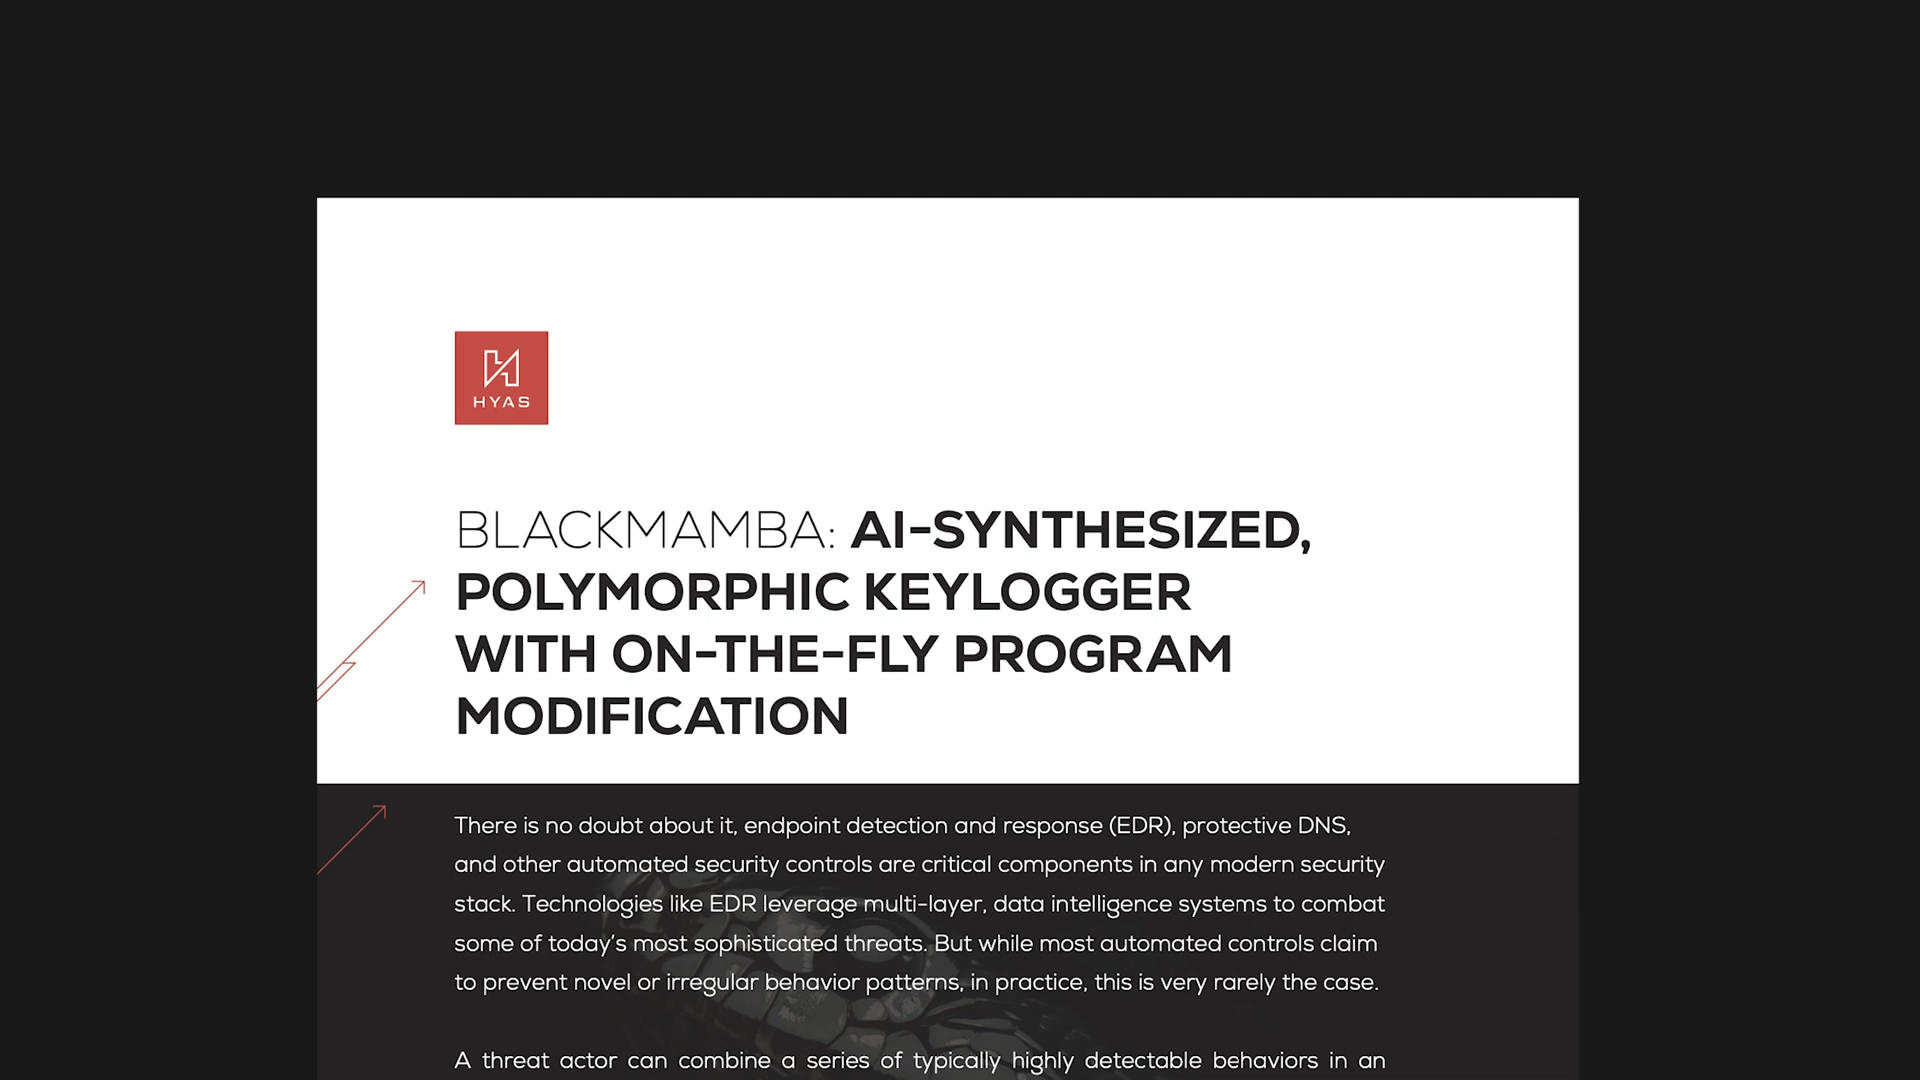 HYAS
BLACKMAMBA: AI-SYNTHESIZED,
POLYMORPHIC KEYLOGGER
WITH ON-THE-FLY PROGRAM
MODIFICATION
There is no doubt about it, endpoint detection and response (EDR), protective DNS,
and other automated security controls are critical components in any modern security
stack. Technologies like EDR leverage multi-layer, data intelligence systems to combat
some of today’s most sophisticated threats. But while most automated controls claim
to prevent novel or irregular behavior patterns, in practice, this is very rarely the case.
A threat actor can combine a series of typically highly detectable behaviors in an